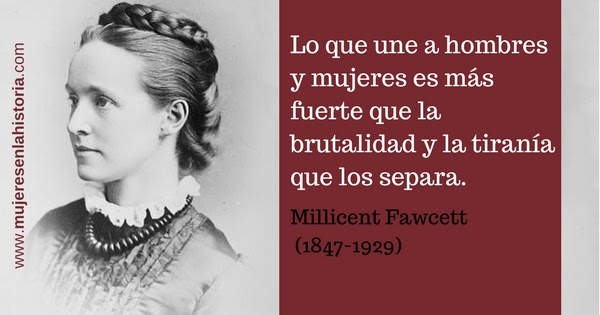 www.mujeresenlahistoria.com
Lo que une a hombres
y mujeres es más
fuerte que la
brutalidad y la tiranía
que los separa.
Millicent Fawcett
(1847-1929)